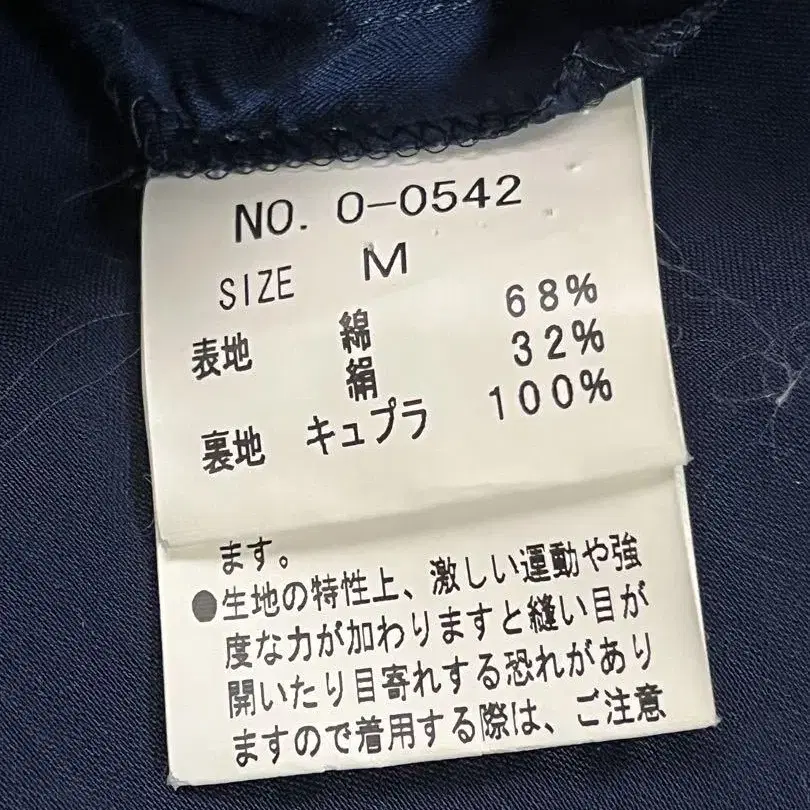 NO. 0-0542
SIZE M
表地 綿 68%
絹 32%
裏地 キュプラ 100%
ます。
●生地の特性上、激しい運動や強
度な力が加わりますと縫い目が
開いたり目寄れする恐れがあり
ますので着用する際は、ご注意